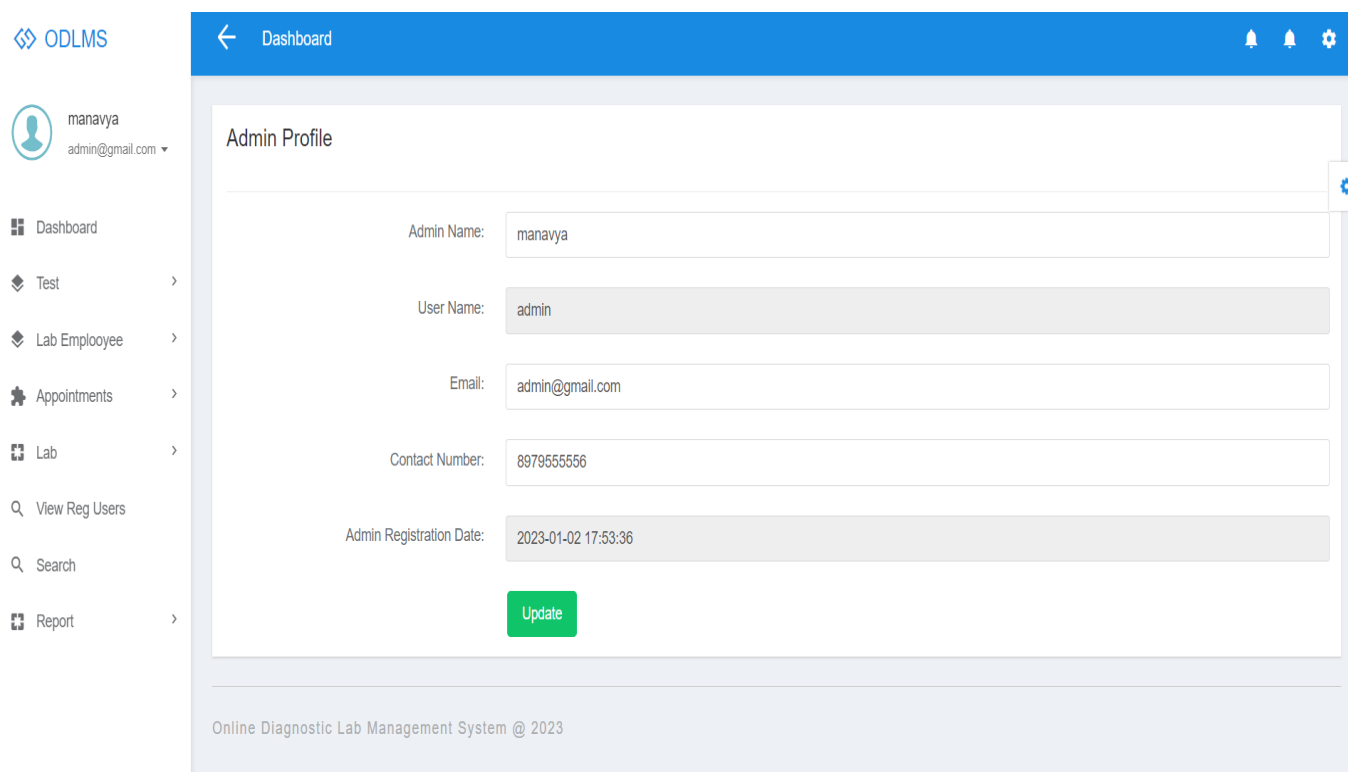 ODLMS
manavya
admin@gmail.com
Dashboard
Test
Lab Emplooyee
Appointments
Lab
View Reg Users
Search
Report
Dashboard
Admin Profile
Admin Name: manavya
User Name: admin
Email: admin@gmail.com
Contact Number: 8979555556
Admin Registration Date: 2023-01-02 17:53:36
Update
Online Diagnostic Lab Management System @ 2023